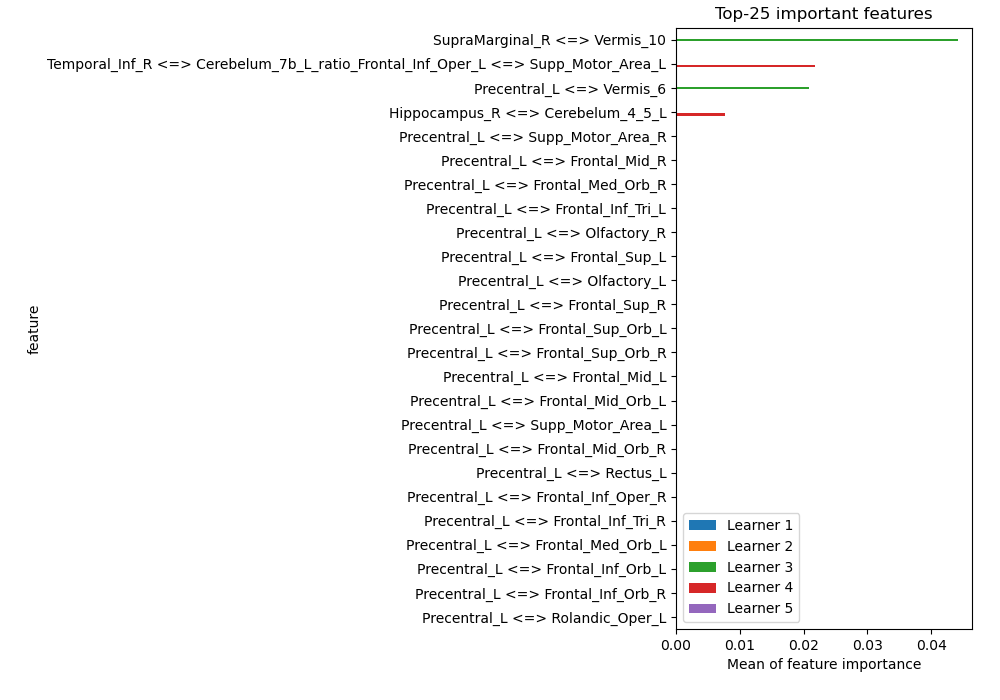 Top-25 important features
SupraMarginal_R <=> Vermis_10
Temporal_Inf_R <=> Cerebelum_7b_L_ratio_Frontal_Inf_Oper_L <=> Supp_Motor_Area_L
Precentral_L <=> Vermis_6
Hippocampus_R <=> Cerebelum_4_5_L
Precentral_L <=> Supp_Motor_Area_R
Precentral_L <=> Frontal_Mid_R
Precentral_L <=> Frontal_Med_Orb_R
Precentral_L <=> Frontal_Inf_Tri_L
Precentral_L <=> Olfactory_R
Precentral_L <=> Frontal_Sup_L
Precentral_L <=> Olfactory_L
Precentral_L <=> Frontal_Sup_R
Precentral_L <=> Frontal_Sup_Orb_L
Precentral_L <=> Frontal_Sup_Orb_R
Precentral_L <=> Frontal_Mid_L
Precentral_L <=> Frontal_Mid_Orb_L
Precentral_L <=> Supp_Motor_Area_L
Precentral_L <=> Frontal_Mid_Orb_R
Precentral_L <=> Rectus_L
Precentral_L <=> Frontal_Inf_Oper_R
Precentral_L <=> Frontal_Inf_Tri_R
Precentral_L <=> Frontal_Med_Orb_L
Precentral_L <=> Frontal_Inf_Orb_L
Precentral_L <=> Frontal_Inf_Orb_R
Precentral_L <=> Rolandic_Oper_L
feature
Learner 1
Learner 2
Learner 3
Learner 4
Learner 5
0.00 0.01 0.02 0.03 0.04
Mean of feature importance